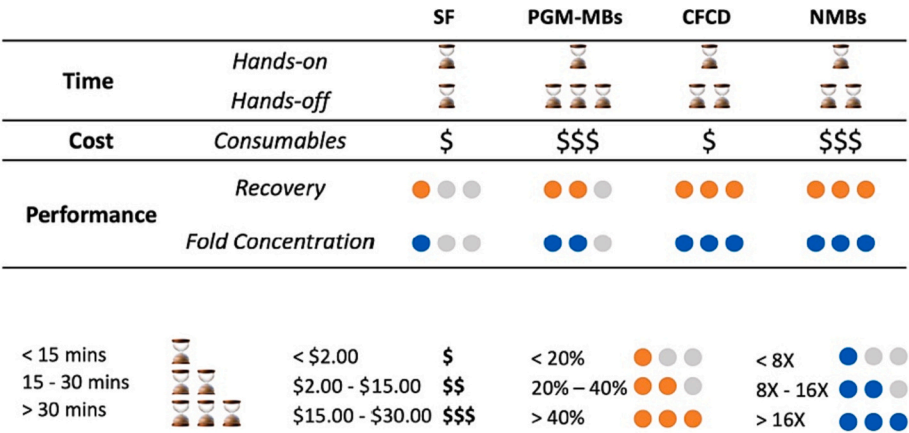 SF PGM-MBs CFCD NMBs
Time Hands-on
Hands-off
Cost Consumables $ $$$ $ $$$
Performance Recovery
Fold Concentration
< 15 mins < $2.00 $ < 20% < 8X
15 - 30 mins $2.00 - $15.00 $$ 20% – 40% 8X - 16X
> 30 mins $15.00 - $30.00 $$$ > 40% > 16X